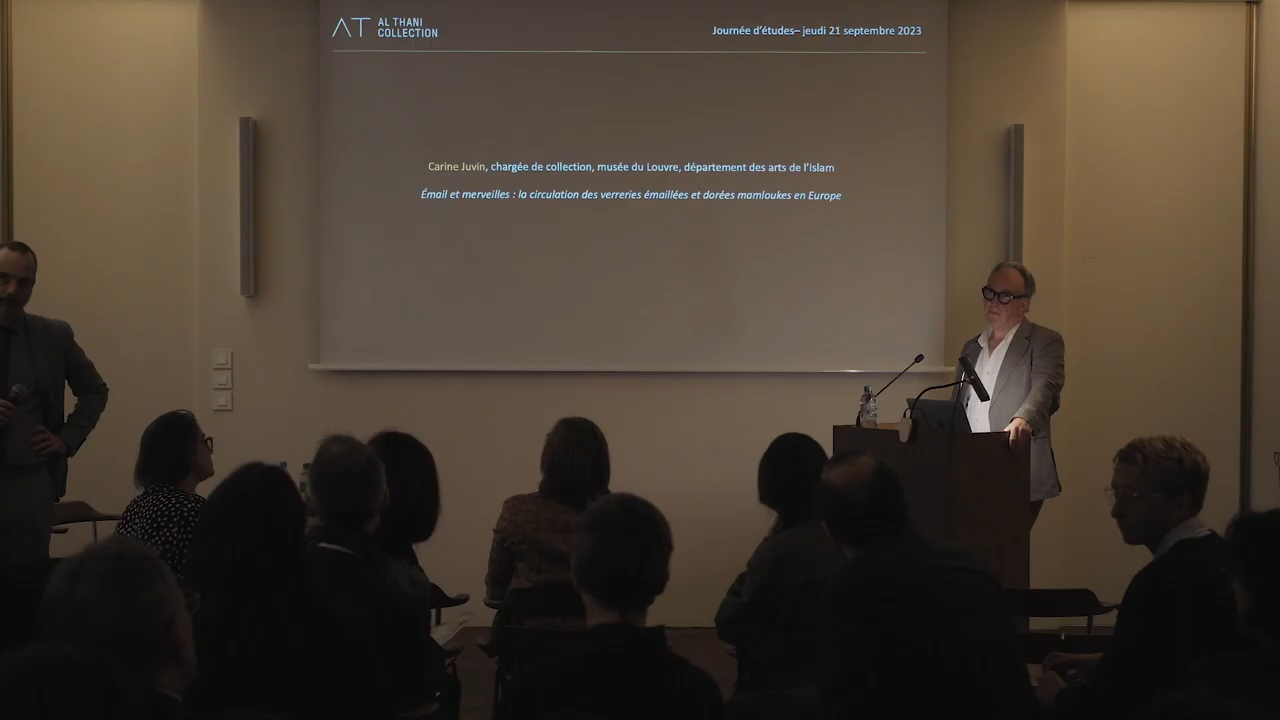 AT AL THANI
COLLECTION
Journée d'études– jeudi 21 septembre 2023
Carine Juvin, chargée de collection, musée du Louvre, département des arts de l'Islam
Émail et merveilles : la circulation des verreries émaillées et dorées mamloukes en Europe